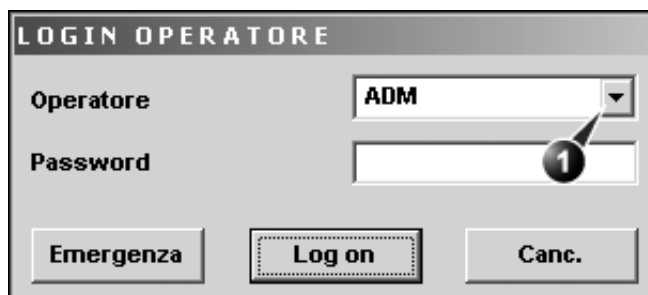 LOGIN OPERATORE
Operatore ADM
1
Password
Emergenza Log on Canc.